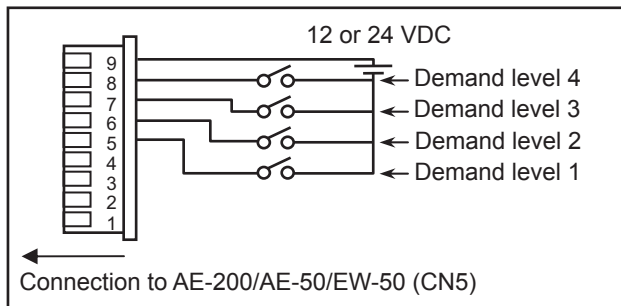 12 or 24 VDC
9
8
7
6
5
4
3
2
1
Demand level 4
Demand level 3
Demand level 2
Demand level 1
Connection to AE-200/AE-50/EW-50 (CN5)